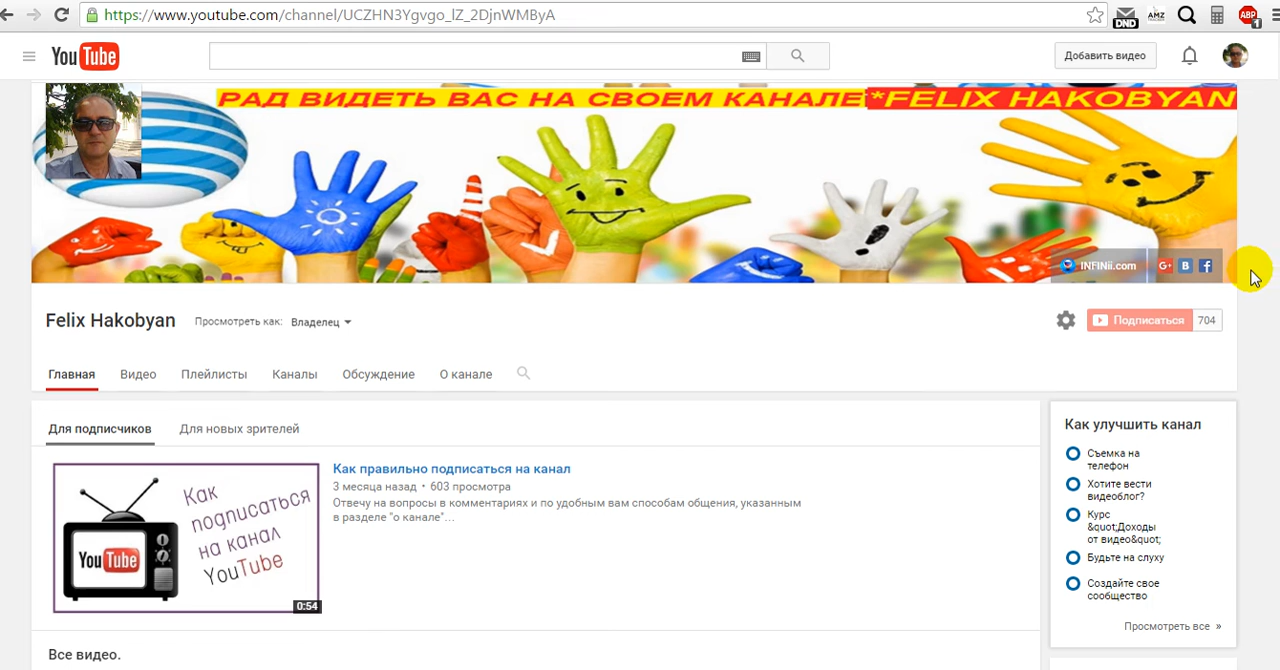 https://www.youtube.com/channel/UCZHN3Ygvgo_lZ_2DjnWMByA
DND
AMZ
ABP
1
YouTube
Добавить видео
РАД ВИДЕТЬ ВАС НА СВОЕМ КАНАЛЕ *FELIX HAKOBYAN
INFINii.com
G+
B
f
Felix Hakobyan
Просмотреть как: Владелец
Подписаться 704
Главная Видео Плейлисты Каналы Обсуждение О канале
Для подписчиков Для новых зрителей
Как правильно подписаться на канал
3 месяца назад • 603 просмотра
Отвечу на вопросы в комментариях и по удобным вам способам общения, указанным
в разделе "о канале"...
Как
подписаться
на канал
YouTube
YouTube
0:54
Все видео.
Как улучшить канал
Съемка на
телефон
Хотите вести
видеоблог?
Курс
&quot;Доходы
от видео&quot;
Будьте на слуху
Создайте свое
сообщество
Просмотреть все »